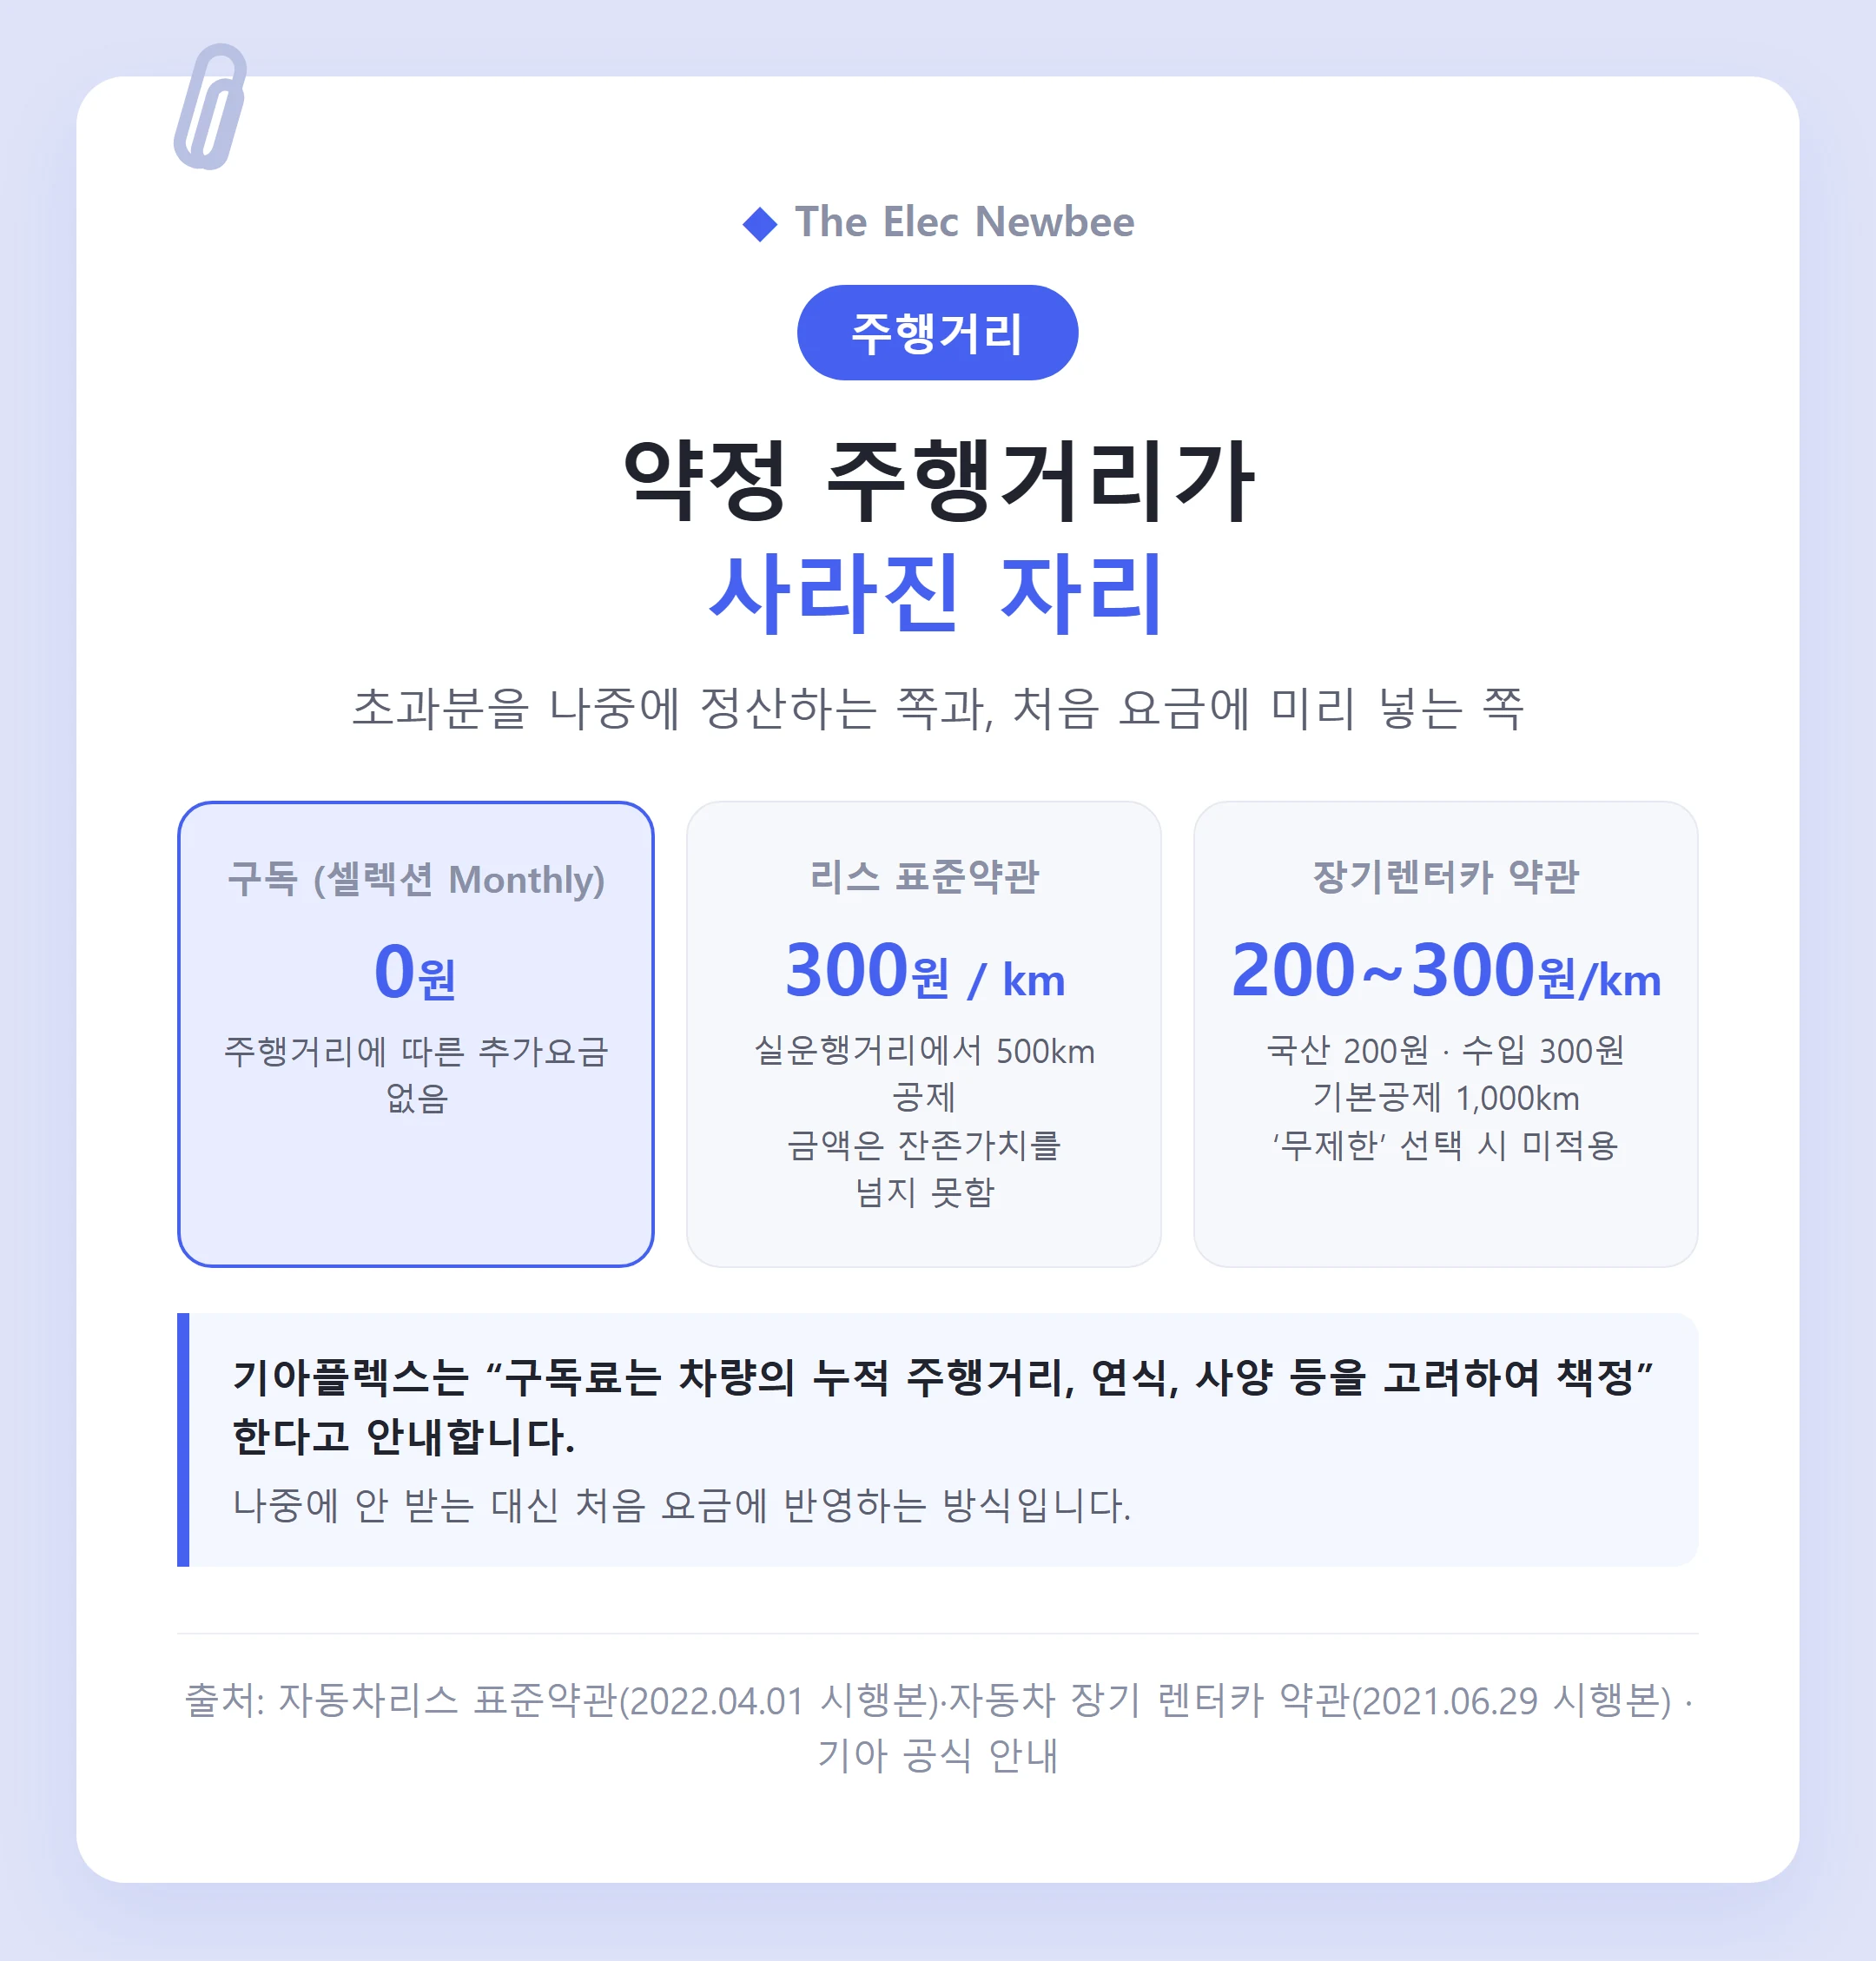 The Elec Newbee
주행거리
약정 주행거리가
사라진 자리
초과분을 나중에 정산하는 쪽과, 처음 요금에 미리 넣는 쪽
구독 (셀렉션 Monthly)
0원
주행거리에 따른 추가요금
없음
리스 표준약관
300원 / km
실운행거리에서 500km
공제
금액은 잔존가치를
넘지 못함
장기렌터카 약관
200~300원/km
국산 200원 · 수입 300원
기본공제 1,000km
‘무제한’ 선택 시 미적용
기아플렉스는 “구독료는 차량의 누적 주행거리, 연식, 사양 등을 고려하여 책정”
한다고 안내합니다.
나중에 안 받는 대신 처음 요금에 반영하는 방식입니다.
출처: 자동차리스 표준약관(2022.04.01 시행본)·자동차 장기 렌터카 약관(2021.06.29 시행본) ·
기아 공식 안내